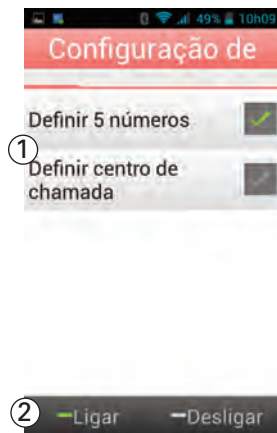 49% 10h09
Configuração de
Definir 5 números
1
Definir centro de
chamada
2 Ligar Desligar